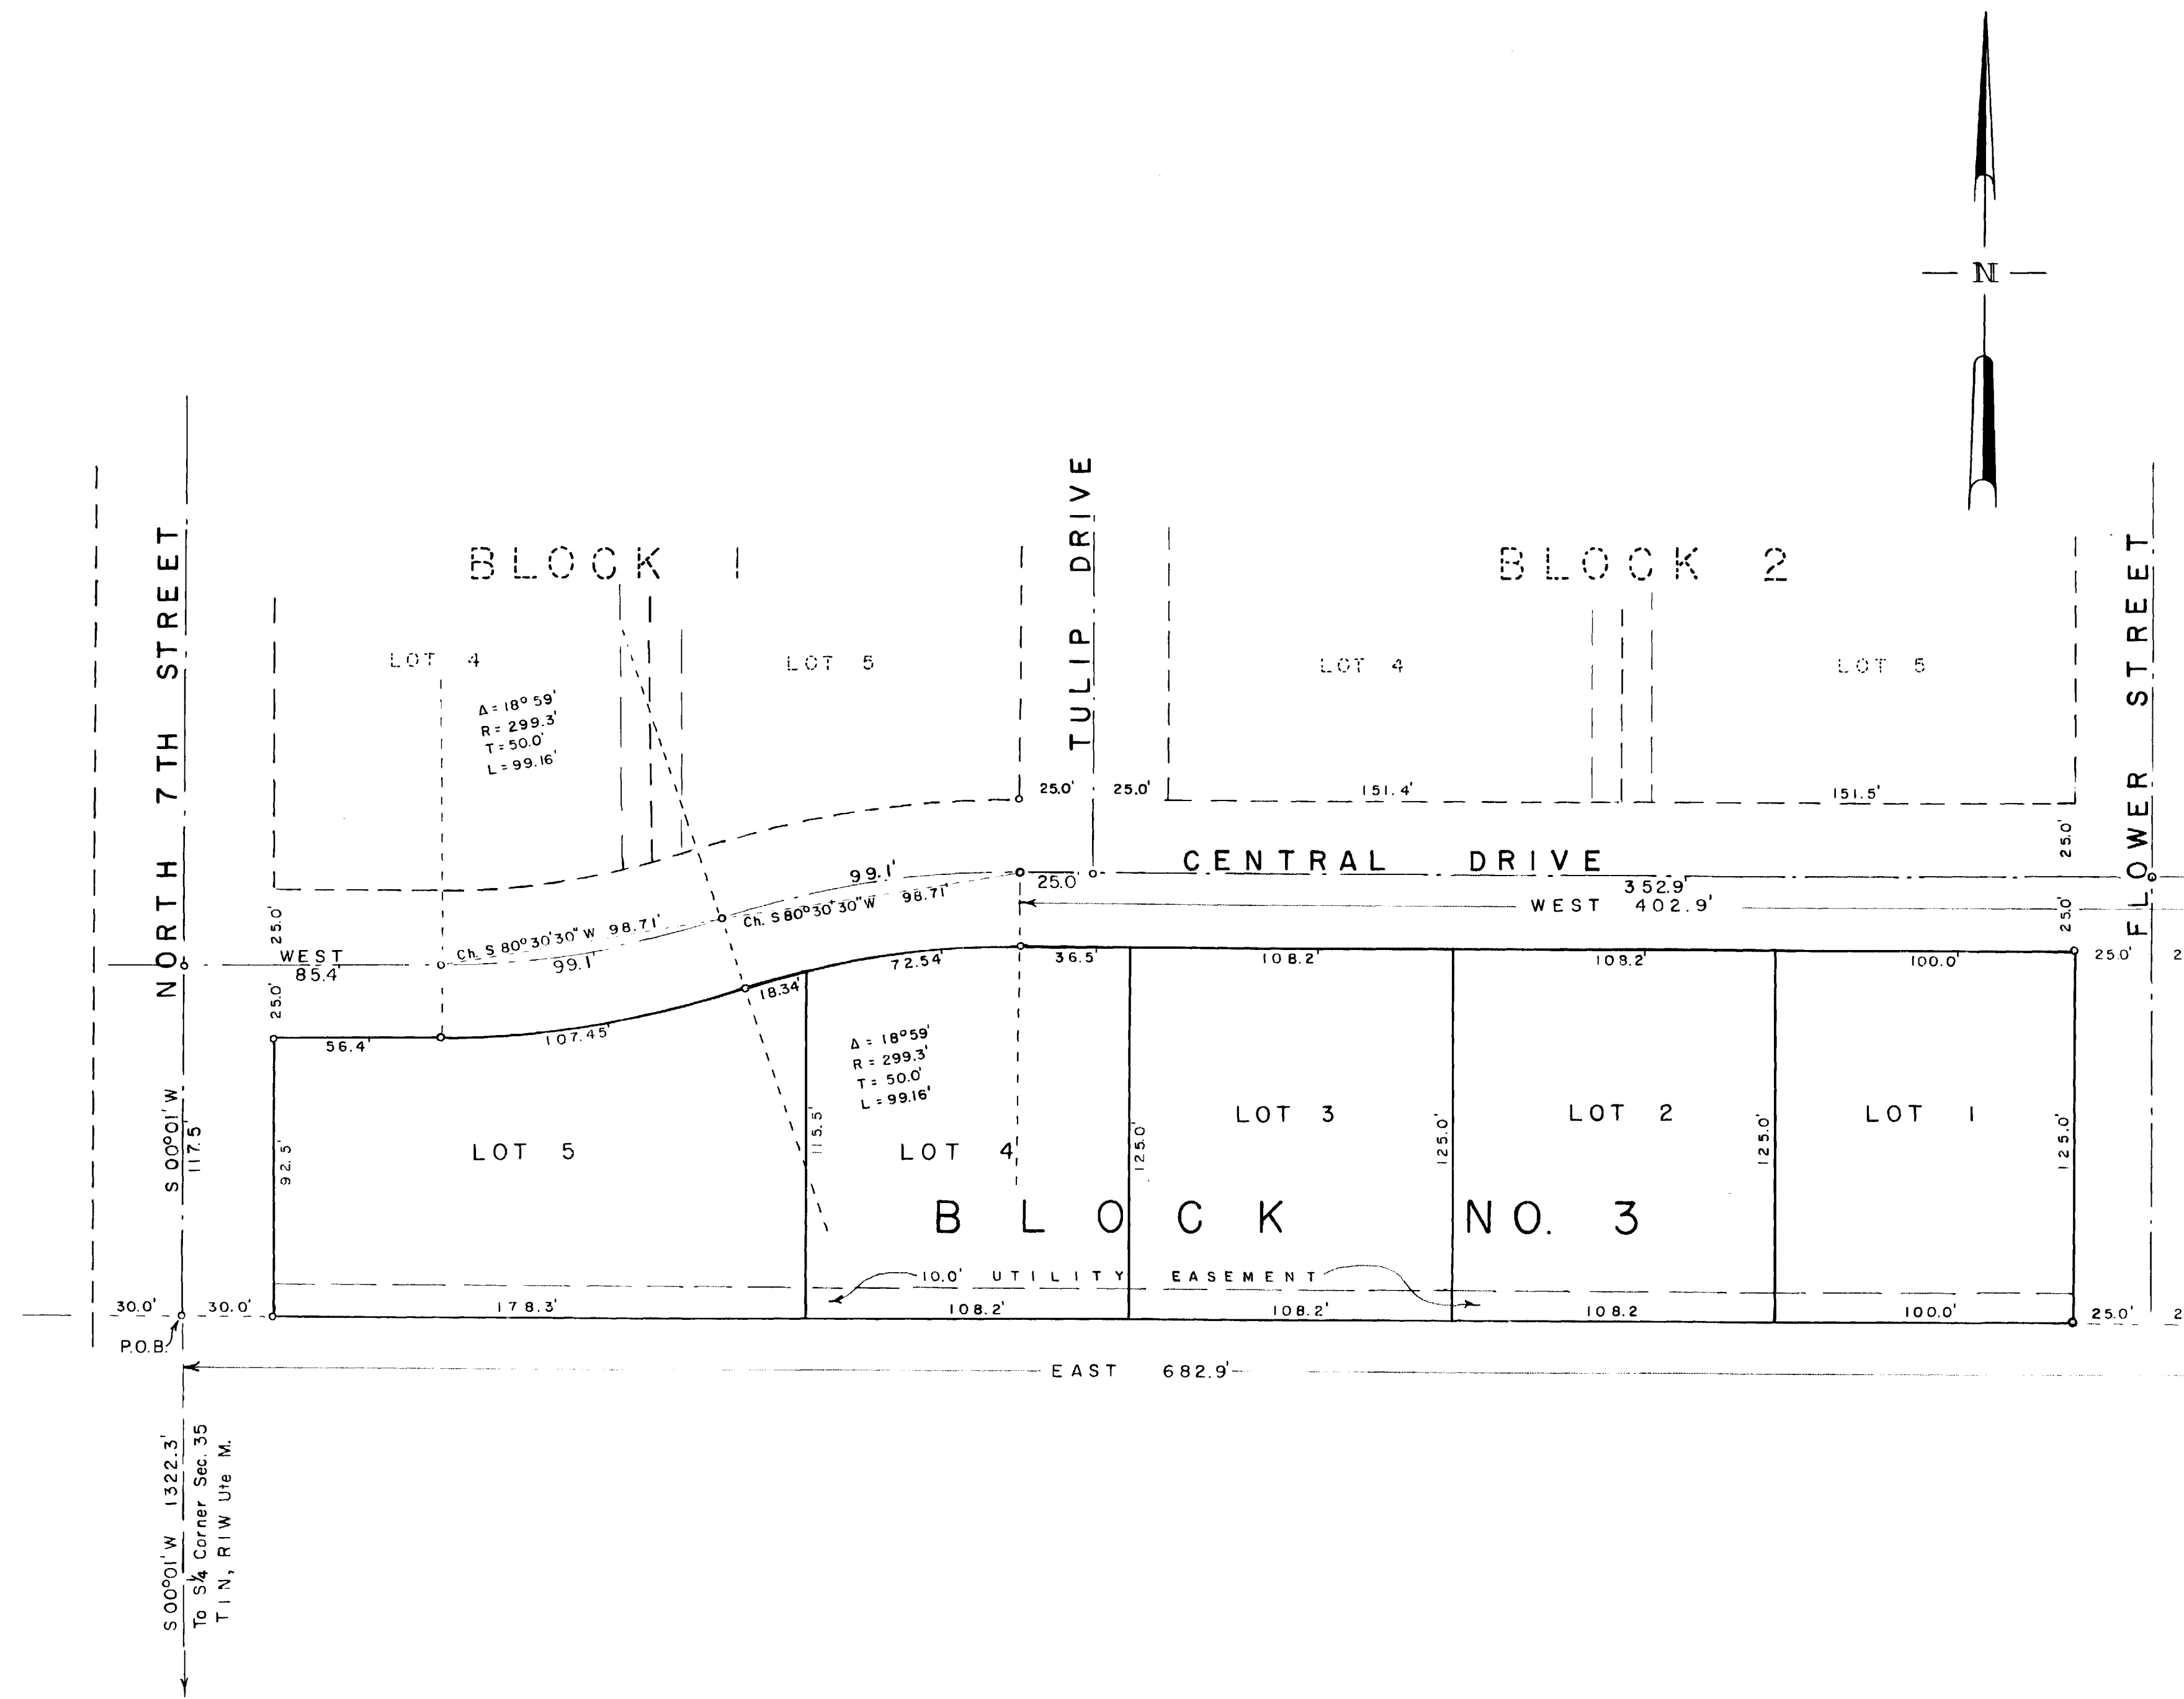 N
BLOCK 1
BLOCK 2
LOT 4
LOT 5
LOT 4
LOT 5
Δ = 18° 59'
R = 299.3'
T = 50.0'
L = 99.16'
NORTH 7TH STREET
TULIP DRIVE
FLOWER STREET
25.0'
25.0'
151.4'
151.5'
25.0'
CENTRAL DRIVE
99.1'
25.0'
352.9'
Ch. S 80°30'30" W 98.71'
Ch. S 80°30'30" W 98.71'
WEST 402.9'
25.0'
25.0'
WEST
85.4'
99.1'
72.54'
36.5'
108.2'
108.2'
100.0'
25.0'
2
25.0'
18.34'
56.4'
107.45'
Δ = 18°59'
R = 299.3'
T = 50.0'
L = 99.16'
S 00°01' W
117.5'
92.5'
115.5'
125.0'
125.0'
125.0'
125.0'
LOT 5
LOT 4
LOT 3
LOT 2
LOT 1
BLOCK NO. 3
10.0' UTILITY EASEMENT
30.0'
30.0'
178.3'
108.2'
108.2'
108.2
100.0'
25.0'
2
P.O.B.
EAST 682.9'
S 00°01' W 1322.3'
To S¼ Corner Sec. 35
T1N, R1W Ute M.